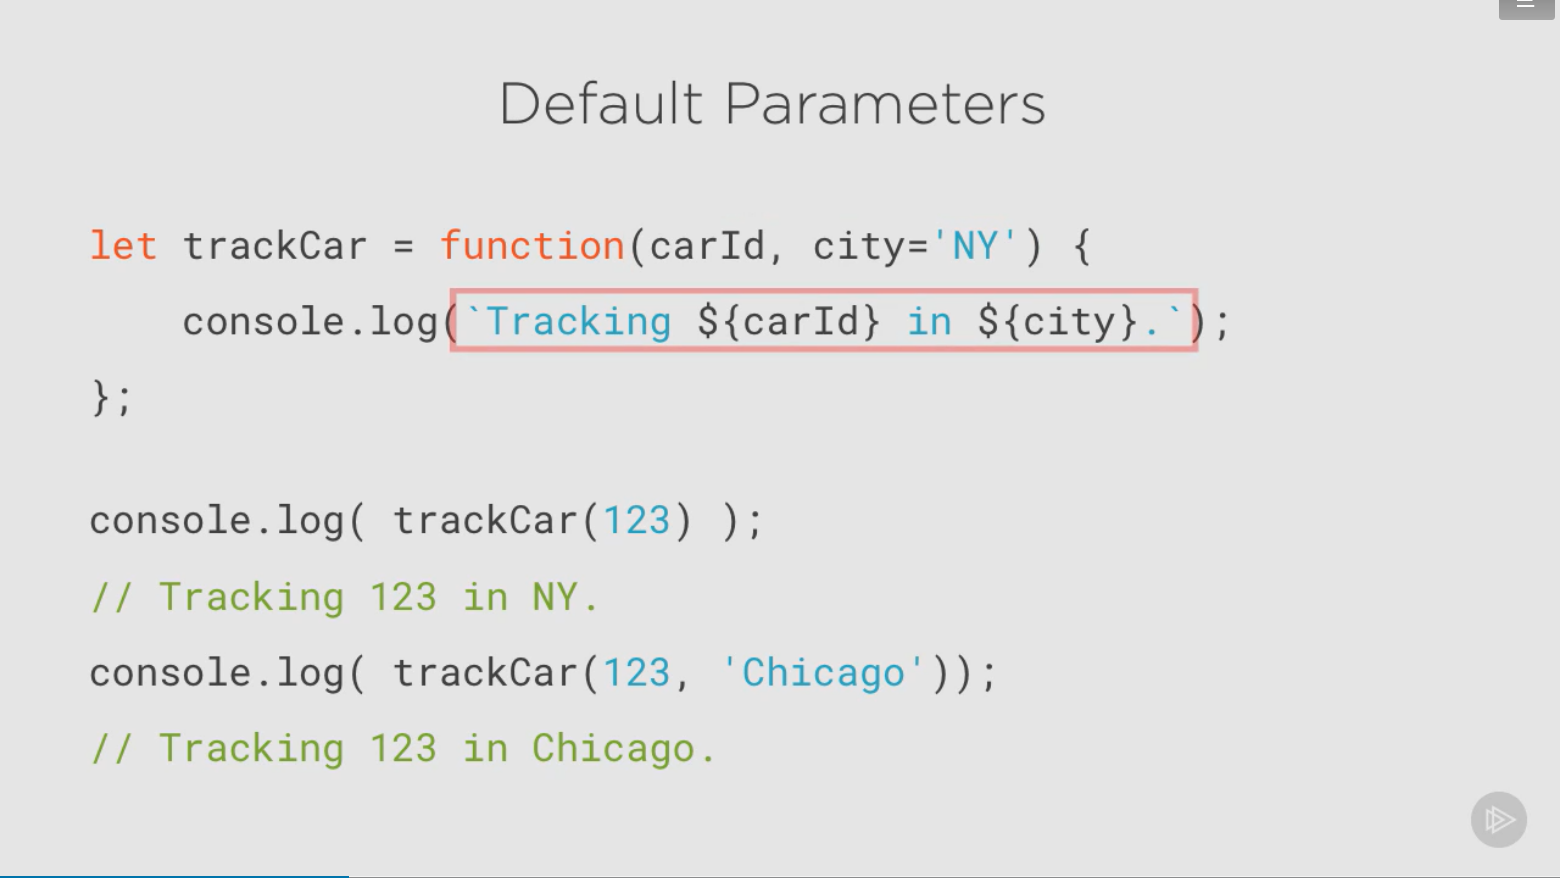 Default Parameters
let trackCar = function(carId, city='NY') {
    console.log(`Tracking ${carId} in ${city}.`);
};
console.log( trackCar(123) );
// Tracking 123 in NY.
console.log( trackCar(123, 'Chicago'));
// Tracking 123 in Chicago.